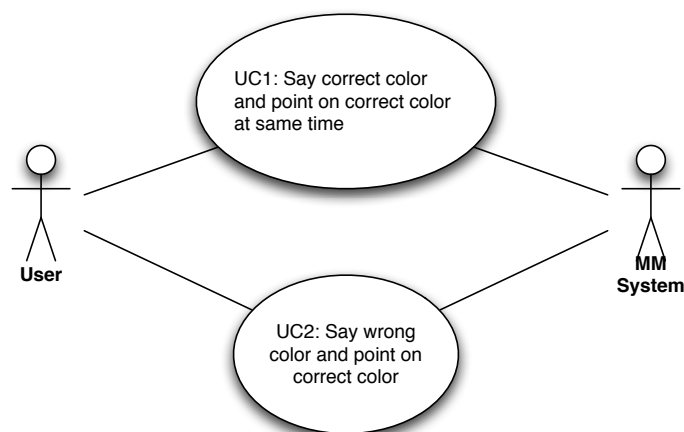 UC1: Say correct color
and point on correct color
at same time
User
MM
System
UC2: Say wrong
color and point on
correct color